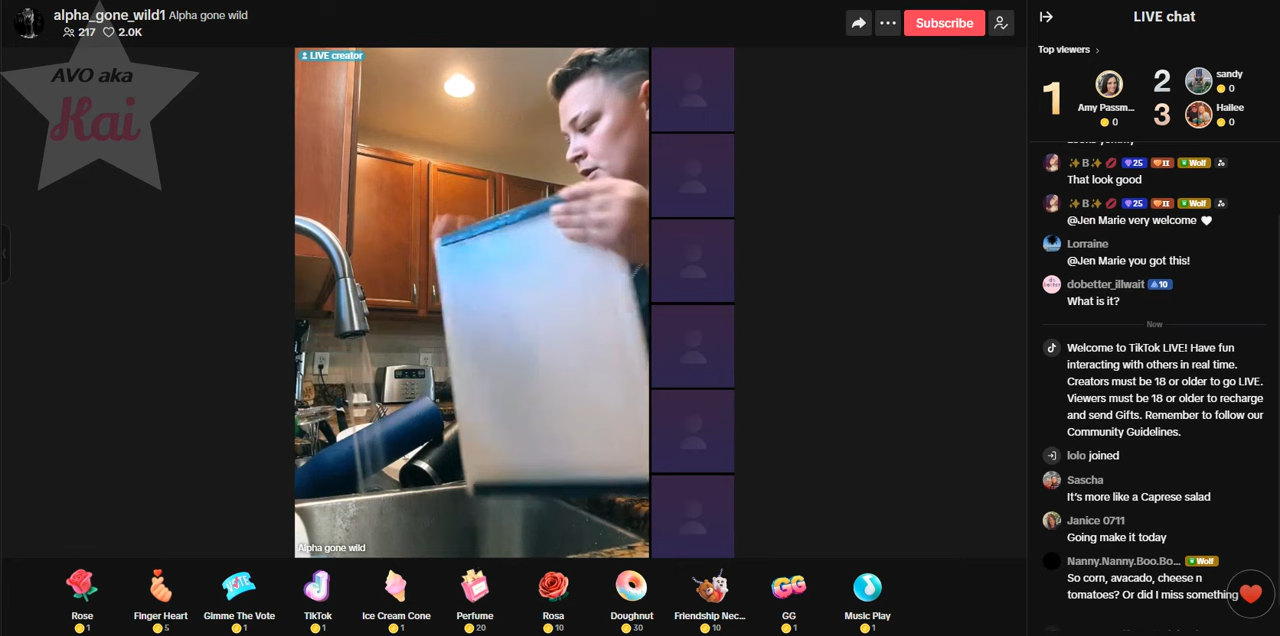 alpha_gone_wild1 Alpha gone wild
217 2.0K
Subscribe
AVO aka
Kai
LIVE creator
Alpha gone wild
Rose
1
Finger Heart
5
Gimme The Vote
1
TikTok
1
Ice Cream Cone
1
Perfume
20
Rosa
10
Doughnut
30
Friendship Nec...
10
GG
1
Music Play
1
LIVE chat
Top viewers
1
Amy Passm...
0
2
sandy
0
3
Hailee
0
B 25 II Wolf
That look good
B 25 II Wolf
@Jen Marie very welcome
Lorraine
@Jen Marie you got this!
dobetter_illwait 10
What is it?
Now
Welcome to TikTok LIVE! Have fun
interacting with others in real time.
Creators must be 18 or older to go LIVE.
Viewers must be 18 or older to recharge
and send Gifts. Remember to follow our
Community Guidelines.
lolo joined
Sascha
It's more like a Caprese salad
Janice 0711
Going make it today
Nanny.Nanny.Boo.Bo... Wolf
So corn, avacado, cheese n
tomatoes? Or did I miss something